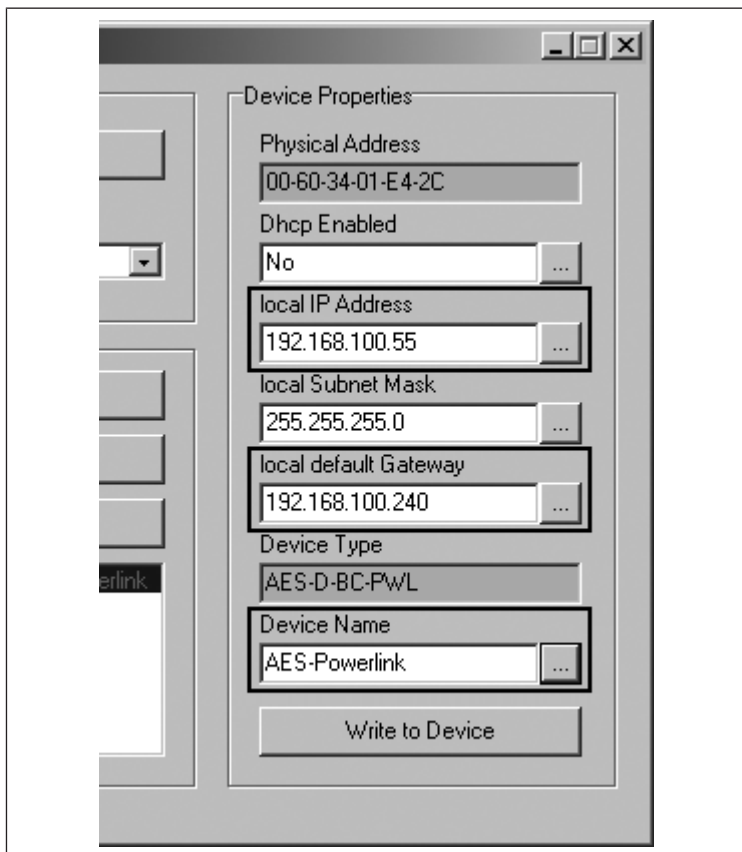 Device Properties
Physical Address
00-60-34-01-E4-2C
Dhcp Enabled
No
...
local IP Address
192.168.100.55
...
local Subnet Mask
255.255.255.0
...
local default Gateway
192.168.100.240
...
Device Type
AES-D-BC-PWL
erlink
Device Name
AES-Powerlink
...
Write to Device